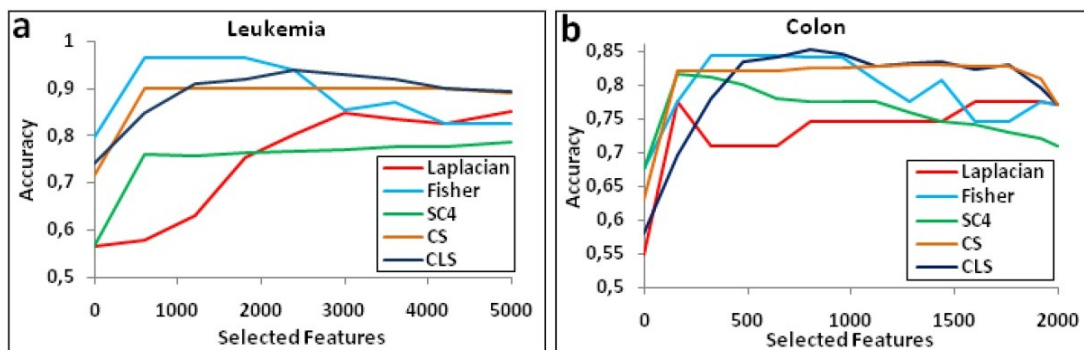 a
Leukemia
1
0,9
0,8
0,7
0,6
0,5
Accuracy
0 1000 2000 3000 4000 5000
Selected Features
Laplacian
Fisher
SC4
CS
CLS
b
Colon
0,85
0,8
0,75
0,7
0,65
0,6
0,55
0,5
Accuracy
0 500 1000 1500 2000
Selected Features
Laplacian
Fisher
SC4
CS
CLS